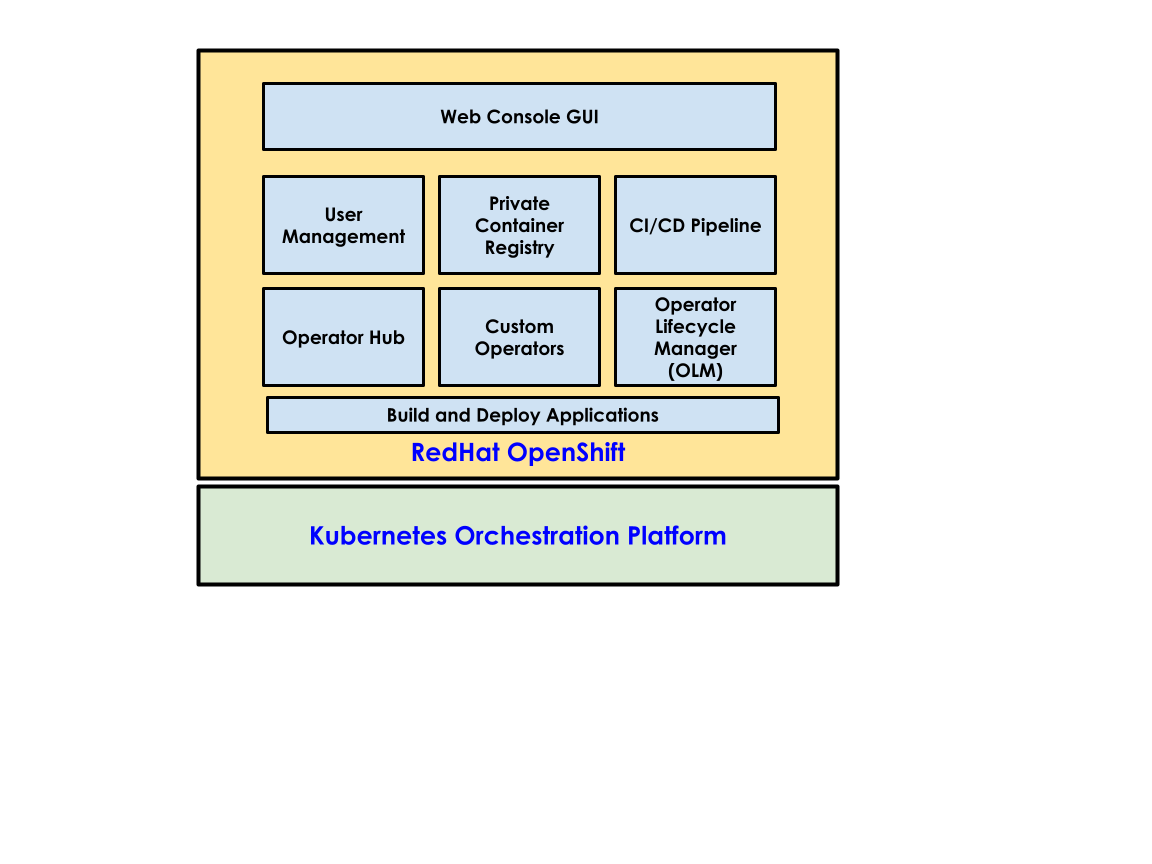 Web Console GUI
User
Management
Private
Container
Registry
CI/CD Pipeline
Operator Hub
Custom
Operators
Operator
Lifecycle
Manager
(OLM)
Build and Deploy Applications
RedHat OpenShift
Kubernetes Orchestration Platform